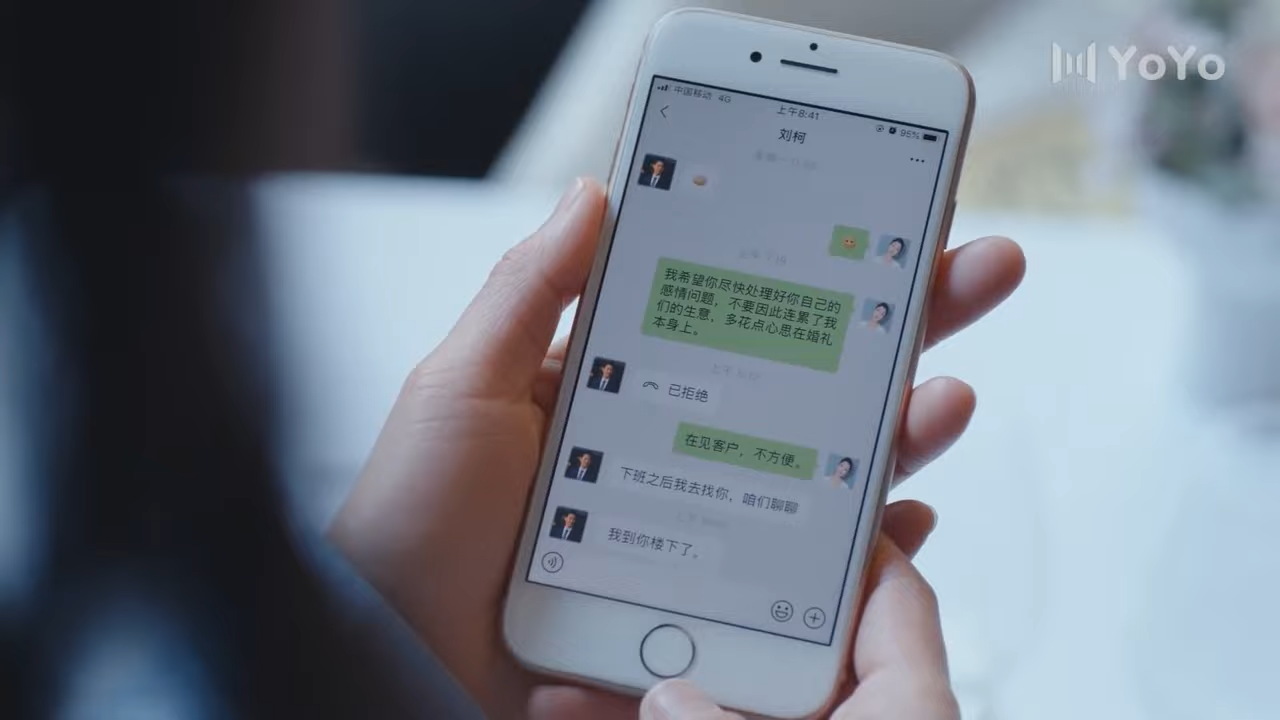 YoYo
中国移动 4G
上午8:41
95%
刘柯
我希望你尽快处理好你自己的
感情问题，不要因此连累了我
们的生意，多花点心思在婚礼
本身上。
已拒绝
在见客户，不方便。
下班之后我去找你，咱们聊聊
我到你楼下了。